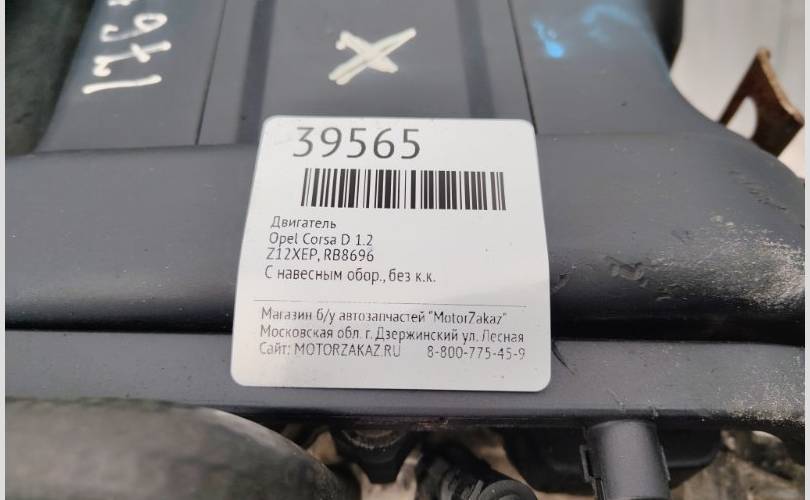 X
39565
Двигатель
Opel Corsa D 1.2
Z12XEP, RB8696
С навесным обор., без к.к.
Магазин б/у автозапчастей "MotorZakaz"
Московская обл. г. Дзержинский ул. Лесная
Сайт: MOTORZAKAZ.RU 8-800-775-45-9